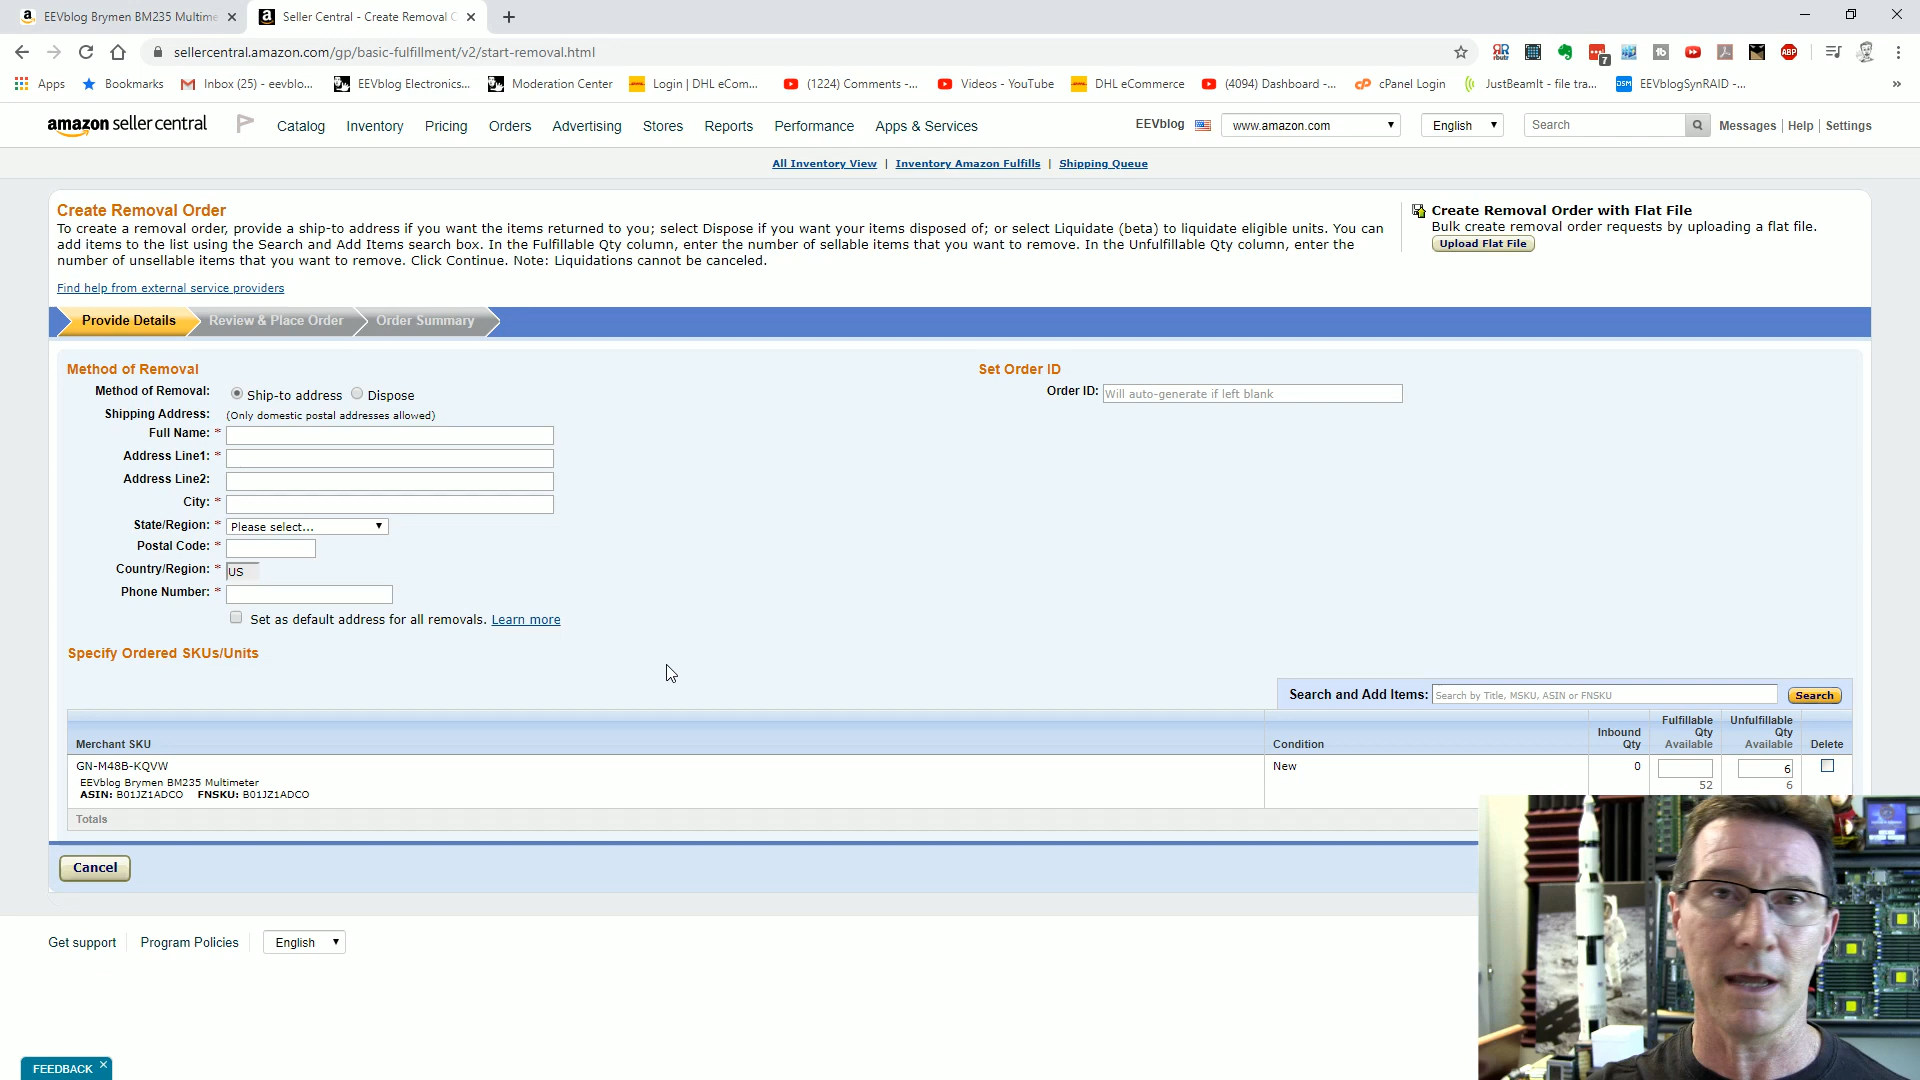 EEVblog Brymen BM235 Multime
Seller Central - Create Removal C
sellercentral.amazon.com/gp/basic-fulfillment/v2/start-removal.html
7
Apps
Bookmarks
Inbox (25) - eevblo...
EEVblog Electronics...
Moderation Center
Login | DHL eCom...
(1224) Comments -...
Videos - YouTube
DHL eCommerce
(4094) Dashboard -...
cPanel Login
JustBeamIt - file tra...
EEVblogSynRAID -...
amazon seller central
Catalog
Inventory
Pricing
Orders
Advertising
Stores
Reports
Performance
Apps & Services
EEVblog
www.amazon.com
English
Search
Messages | Help | Settings
All Inventory View | Inventory Amazon Fulfills | Shipping Queue
Create Removal Order
To create a removal order, provide a ship-to address if you want the items returned to you; select Dispose if you want your items disposed of; or select Liquidate (beta) to liquidate eligible units. You can
add items to the list using the Search and Add Items search box. In the Fulfillable Qty column, enter the number of sellable items that you want to remove. In the Unfulfillable Qty column, enter the
number of unsellable items that you want to remove. Click Continue. Note: Liquidations cannot be canceled.
Find help from external service providers
Create Removal Order with Flat File
Bulk create removal order requests by uploading a flat file.
Upload Flat File
Provide Details
Review & Place Order
Order Summary
Method of Removal
Method of Removal: Ship-to address Dispose
Shipping Address: (Only domestic postal addresses allowed)
Full Name: *
Address Line1: *
Address Line2:
City: *
State/Region: * Please select...
Postal Code: *
Country/Region: * US
Phone Number: *
Set as default address for all removals. Learn more
Set Order ID
Order ID: Will auto-generate if left blank
Specify Ordered SKUs/Units
Search and Add Items: Search by Title, MSKU, ASIN or FNSKU
Search
Merchant SKU
Condition
Inbound Qty
Fulfillable Qty Available
Unfulfillable Qty Available
Delete
GN-M48B-KQVW
EEVblog Brymen BM235 Multimeter
ASIN: B01JZ1ADCO FNSKU: B01JZ1ADCO
New
0
52
6
6
Totals
Cancel
Get support
Program Policies
English
FEEDBACK